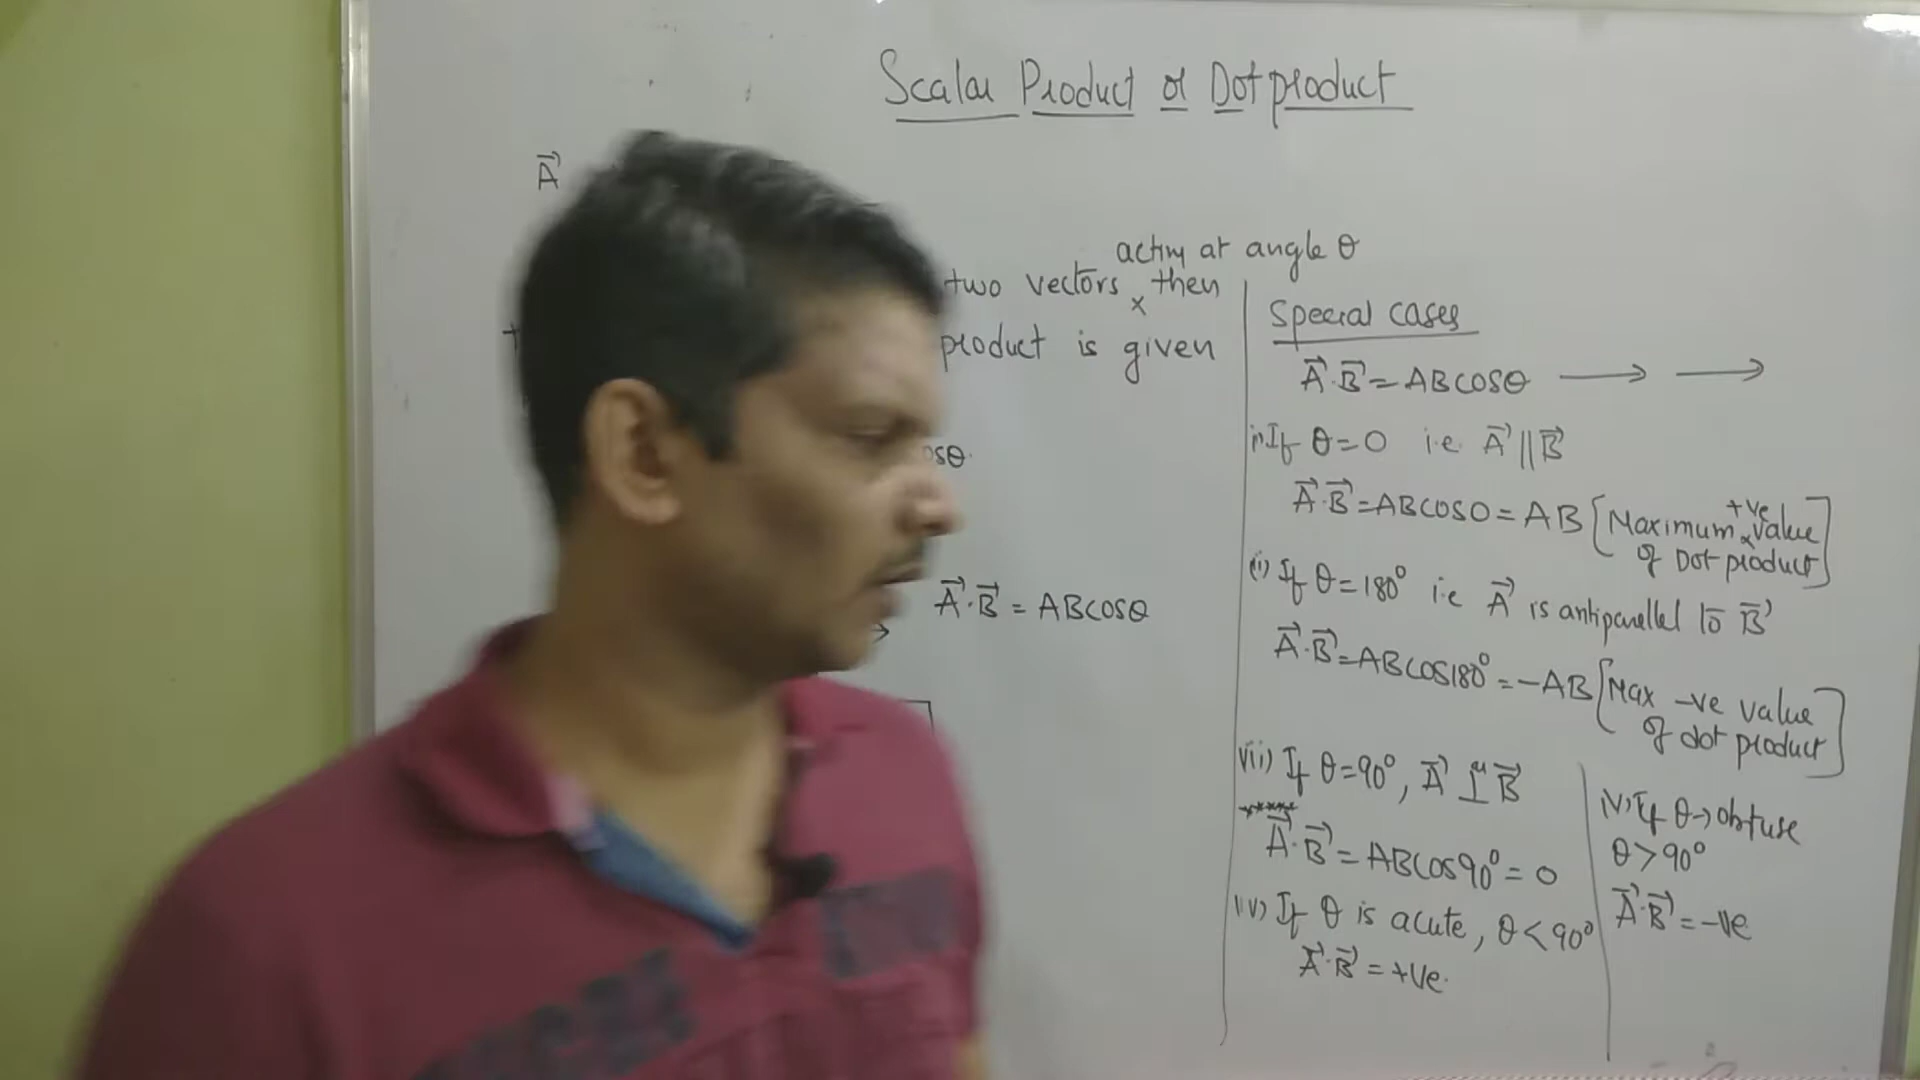 Scalar Product or Dot product
A⃗
acting at angle θ
two vectors x then
product is given
osθ
A⃗·B⃗ = ABcosθ
Special cases
A⃗·B⃗ = ABCOSθ ⟶ ⟶
i) If θ=0 i.e. A⃗ || B⃗
A⃗·B⃗ = ABCOS0 = AB [Maximum +ve value
of Dot product]
ii) If θ=180° i.e A⃗ is antiparellel to B⃗
A⃗·B⃗ = ABCOS180° = -AB [Max -ve value
of dot product]
iii) If θ=90°, A⃗ ⊥ʳ B⃗
A⃗·B⃗ = ABCOS90° = 0
iv) If θ is acute, θ<90°
A⃗·B⃗ = +ve.
v) If θ→obtuse
θ>90°
A⃗·B⃗ = -ve